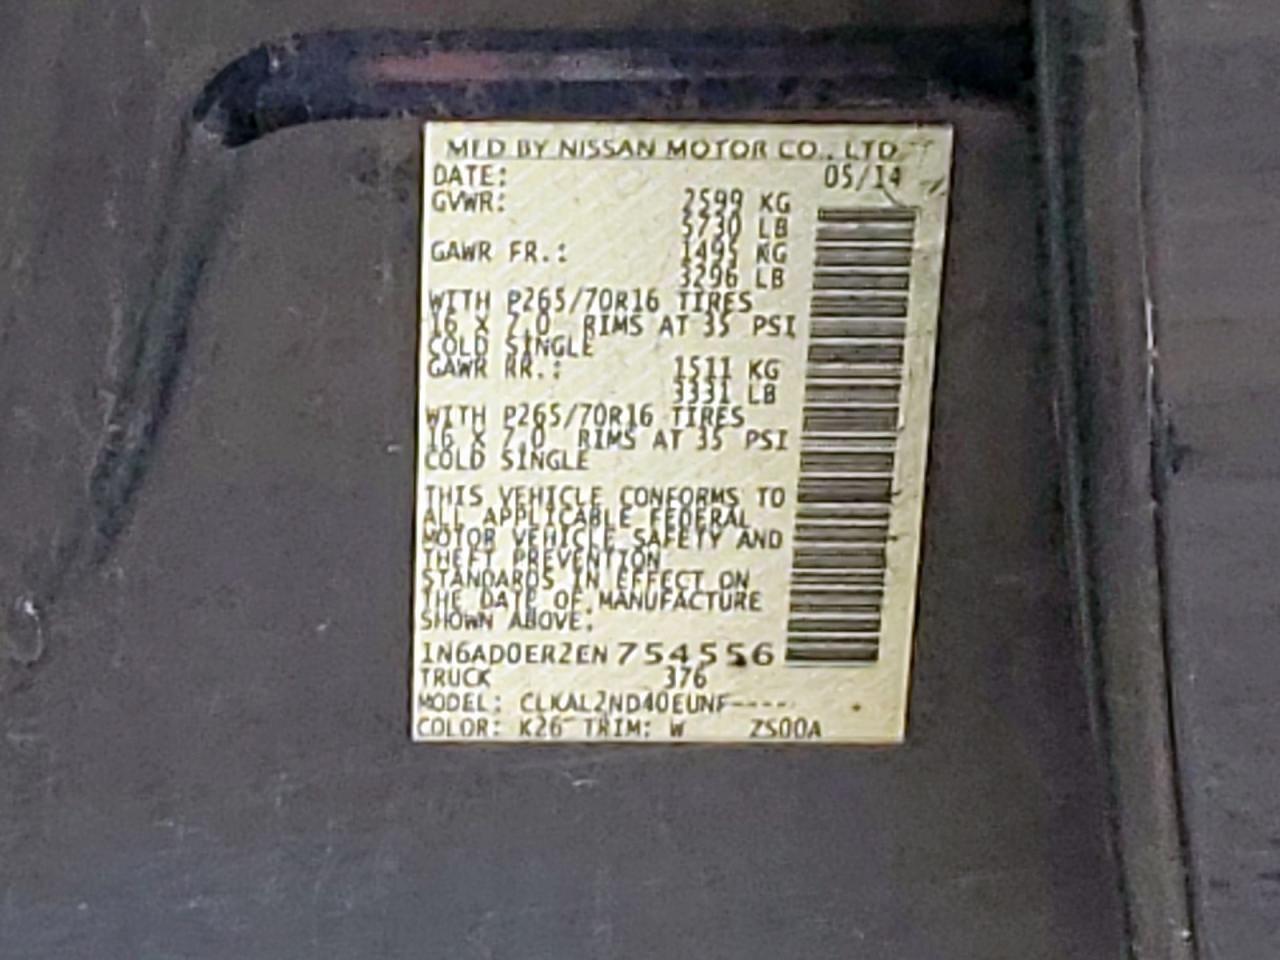 MFD BY NISSAN MOTOR CO., LTD.
DATE: 05/14
GVWR: 2599 KG
5730 LB
GAWR FR.: 1495 KG
3296 LB
WITH P265/70R16 TIRES
16 X 7.0 RIMS AT 35 PSI
COLD SINGLE
GAWR RR.: 1511 KG
3331 LB
WITH P265/70R16 TIRES
16 X 7.0 RIMS AT 35 PSI
COLD SINGLE
THIS VEHICLE CONFORMS TO
ALL APPLICABLE FEDERAL
MOTOR VEHICLE SAFETY AND
THEFT PREVENTION
STANDARDS IN EFFECT ON
THE DATE OF MANUFACTURE
SHOWN ABOVE.
1N6AD0ER2EN754556
TRUCK 376
MODEL: CLKAL2ND40EUNF----
COLOR: K26 TRIM: W ZS00A